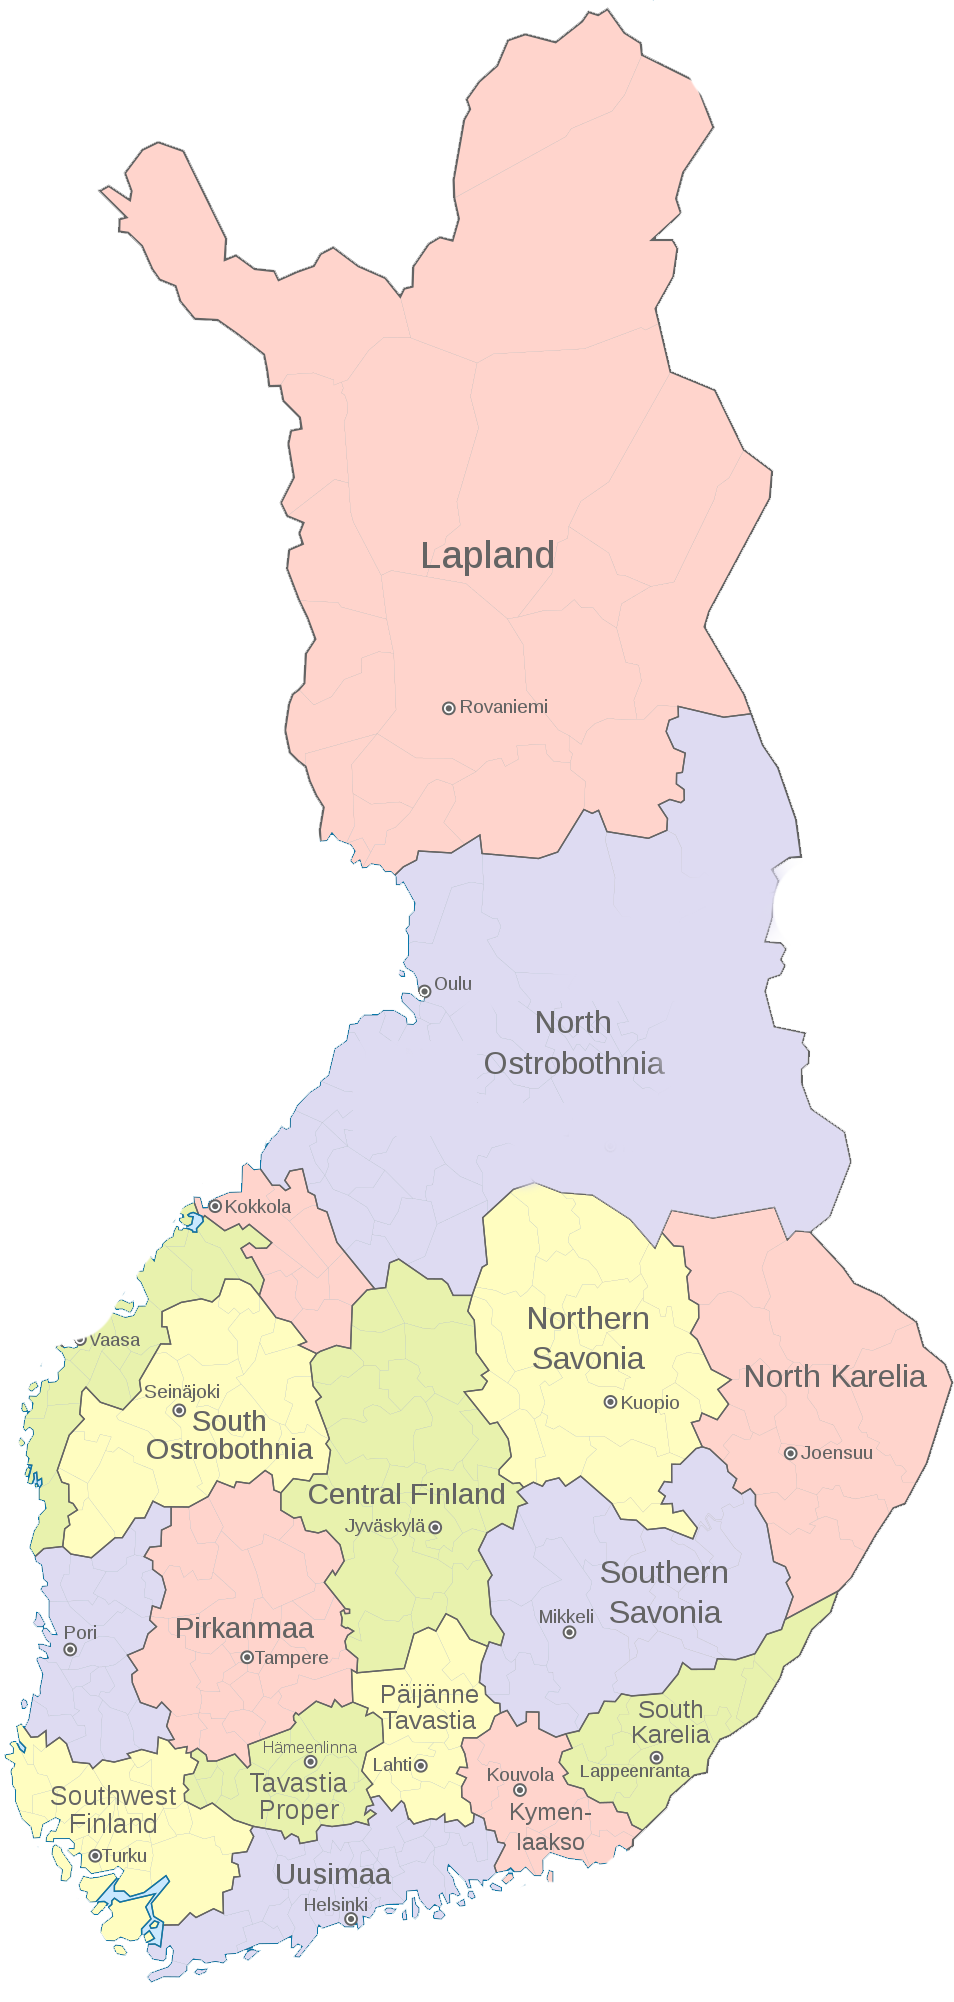 Lapland
Rovaniemi
Oulu
North
Ostrobothnia
Kokkola
Vaasa
Seinäjoki
South
Ostrobothnia
Northern
Savonia
Kuopio
North Karelia
Joensuu
Central Finland
Jyväskylä
Southern
Savonia
Mikkeli
Pori
Pirkanmaa
Tampere
Päijänne
Tavastia
Lahti
South
Karelia
Lappeenranta
Hämeenlinna
Tavastia
Proper
Kouvola
Kymen-
laakso
Southwest
Finland
Turku
Uusimaa
Helsinki